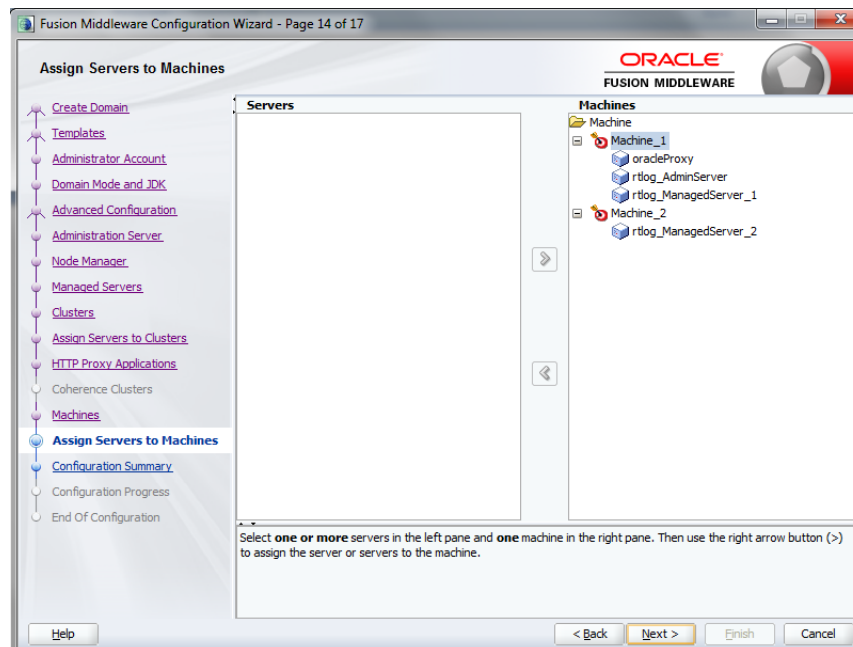 Fusion Middleware Configuration Wizard - Page 14 of 17
Assign Servers to Machines
ORACLE
FUSION MIDDLEWARE
Create Domain
Templates
Administrator Account
Domain Mode and JDK
Advanced Configuration
Administration Server
Node Manager
Managed Servers
Clusters
Assign Servers to Clusters
HTTP Proxy Applications
Coherence Clusters
Machines
Assign Servers to Machines
Configuration Summary
Configuration Progress
End Of Configuration
Servers
Machines
Machine
Machine_1
oracleProxy
rtlog_AdminServer
rtlog_ManagedServer_1
Machine_2
rtlog_ManagedServer_2
Select one or more servers in the left pane and one machine in the right pane. Then use the right arrow button (>)
to assign the server or servers to the machine.
Help
< Back
Next >
Finish
Cancel